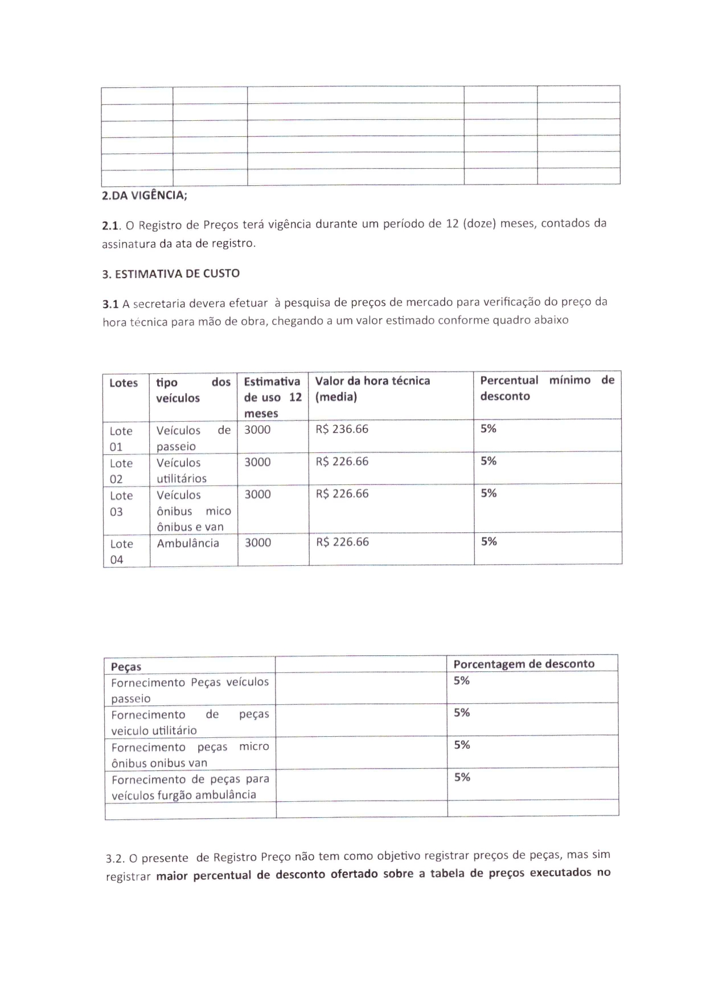 2.DA VIGÊNCIA;
2.1. O Registro de Preços terá vigência durante um período de 12 (doze) meses, contados da
assinatura da ata de registro.
3. ESTIMATIVA DE CUSTO
3.1 A secretaria devera efetuar à pesquisa de preços de mercado para verificação do preço da
hora técnica para mão de obra, chegando a um valor estimado conforme quadro abaixo
Lotes tipo dos Estimativa Valor da hora técnica Percentual mínimo de
veículos de uso 12 (media) desconto
meses
Lote Veículos de 3000 R$ 236.66 5%
01 passeio
Lote Veículos 3000 R$ 226.66 5%
02 utilitários
Lote Veículos 3000 R$ 226.66 5%
03 ônibus mico
ônibus e van
Lote Ambulância 3000 R$ 226.66 5%
04
Peças Porcentagem de desconto
Fornecimento Peças veículos 5%
passeio
Fornecimento de peças 5%
veiculo utilitário
Fornecimento peças micro 5%
ônibus onibus van
Fornecimento de peças para 5%
veículos furgão ambulância
3.2. O presente de Registro Preço não tem como objetivo registrar preços de peças, mas sim
registrar maior percentual de desconto ofertado sobre a tabela de preços executados no